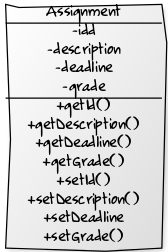 Assignment
-idd
-description
-deadline
-grade
+getId()
+getDescription()
+getDeadline()
+getGrade()
+setId()
+setDescription()
+setDeadline
+setGrade()